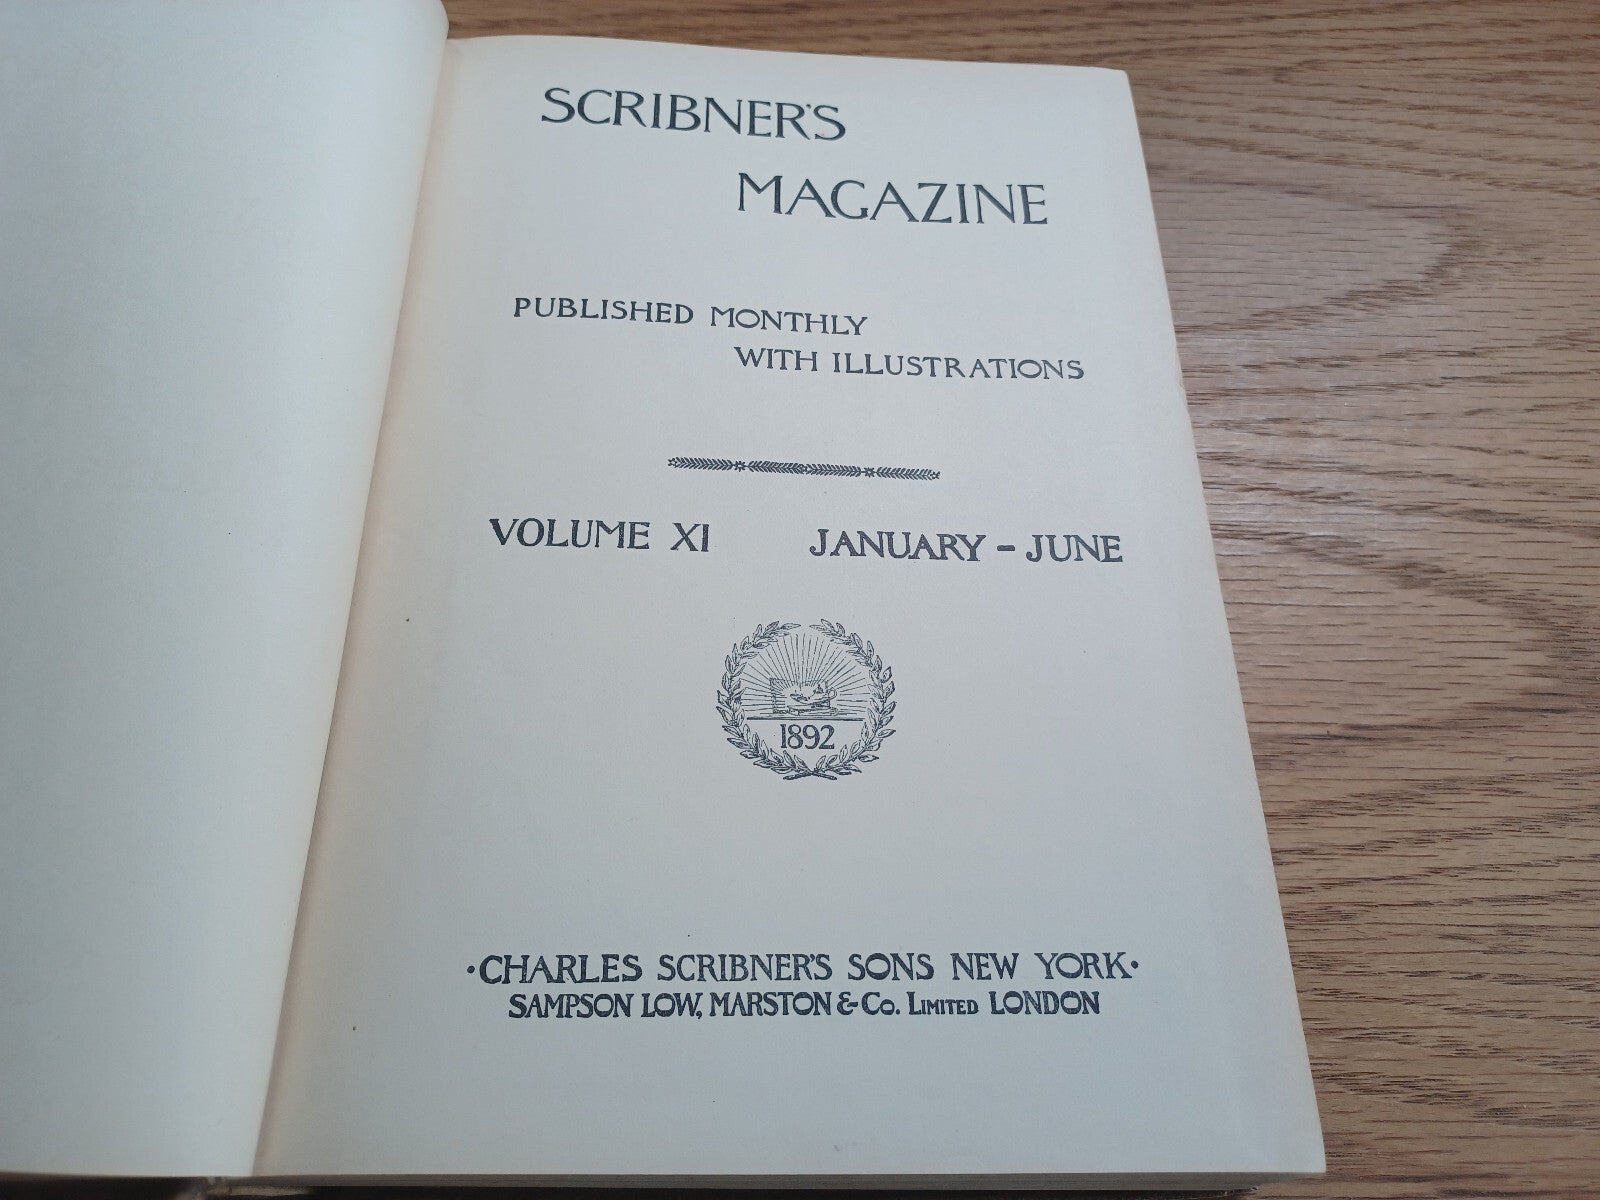 SCRIBNER'S
MAGAZINE
PUBLISHED MONTHLY
WITH ILLUSTRATIONS
VOLUME XI JANUARY - JUNE
1892
·CHARLES SCRIBNER'S SONS NEW YORK·
SAMPSON LOW, MARSTON & Co. LIMITED LONDON